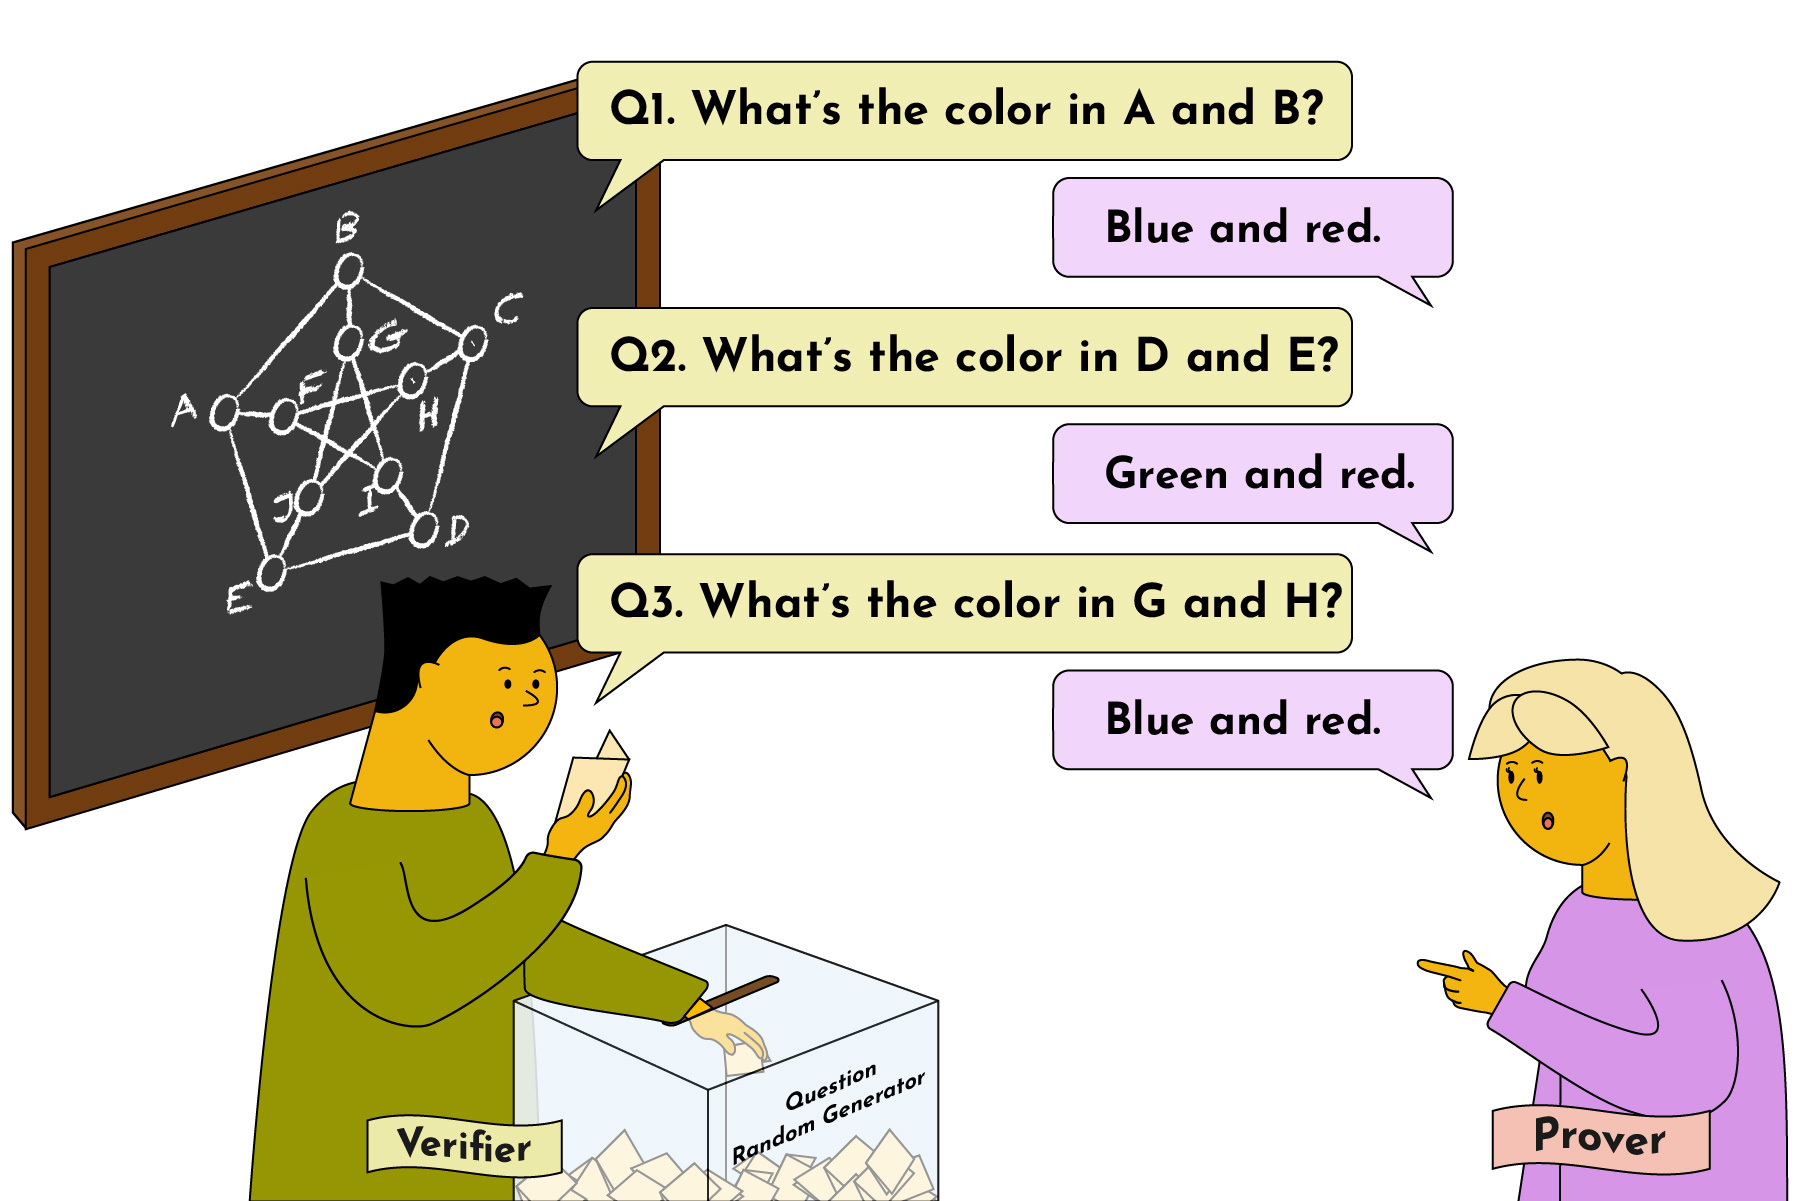 Q1. What's the color in A and B?
Blue and red.
Q2. What's the color in D and E?
Green and red.
Q3. What's the color in G and H?
Blue and red.
B
C
G
F
A
H
J
I
D
E
Question
Random Generator
Verifier
Prover